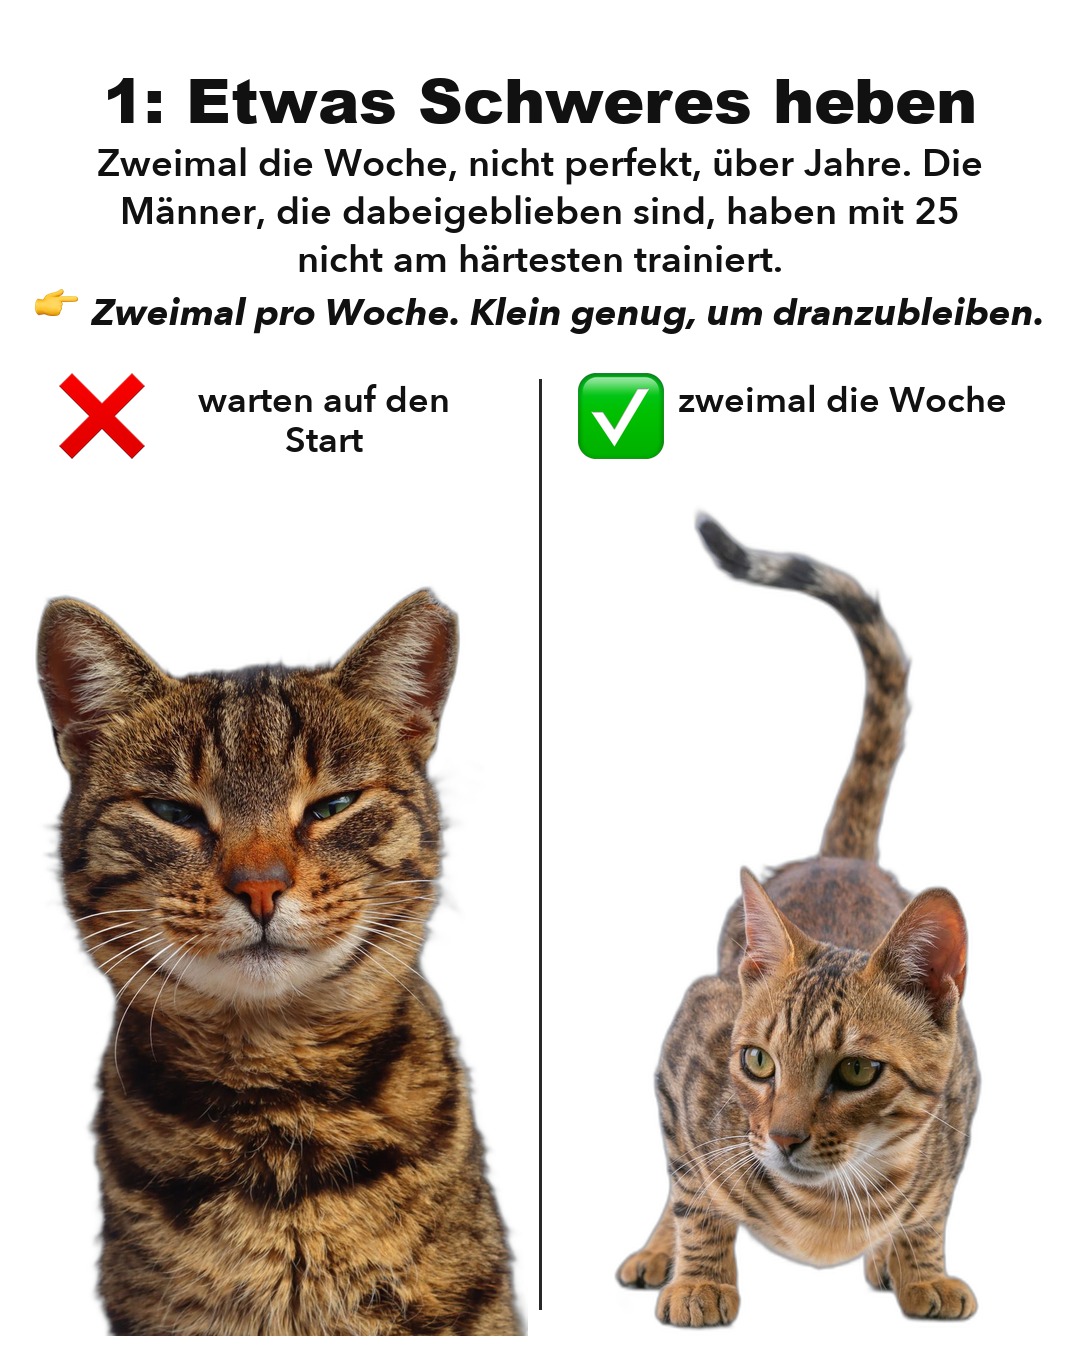 1: Etwas Schweres heben
Zweimal die Woche, nicht perfekt, über Jahre. Die
Männer, die dabeigeblieben sind, haben mit 25
nicht am härtesten trainiert.
👉 Zweimal pro Woche. Klein genug, um dranzubleiben.
❌ warten auf den
Start
✅ zweimal die Woche